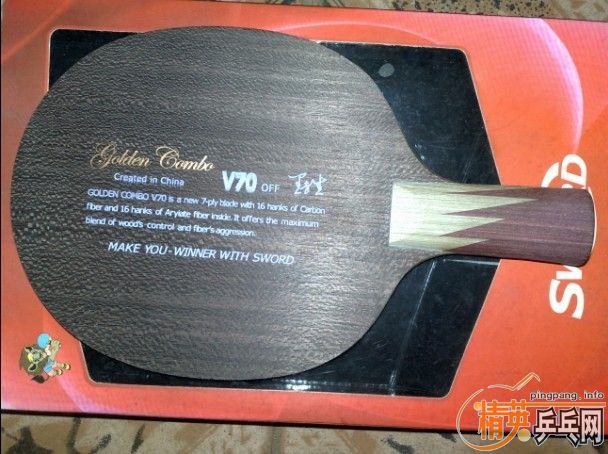 Golden Combo
Created in China
V70 OFF
GOLDEN COMBO V70 is a new 7-ply blade with 16 hanks of Carbon
fiber and 16 hanks of Arylate fiber inside. It offers the maximum
blend of wood's control and fiber's aggression.
MAKE YOU-WINNER WITH SWORD
pingpang.info
精英乒乓网